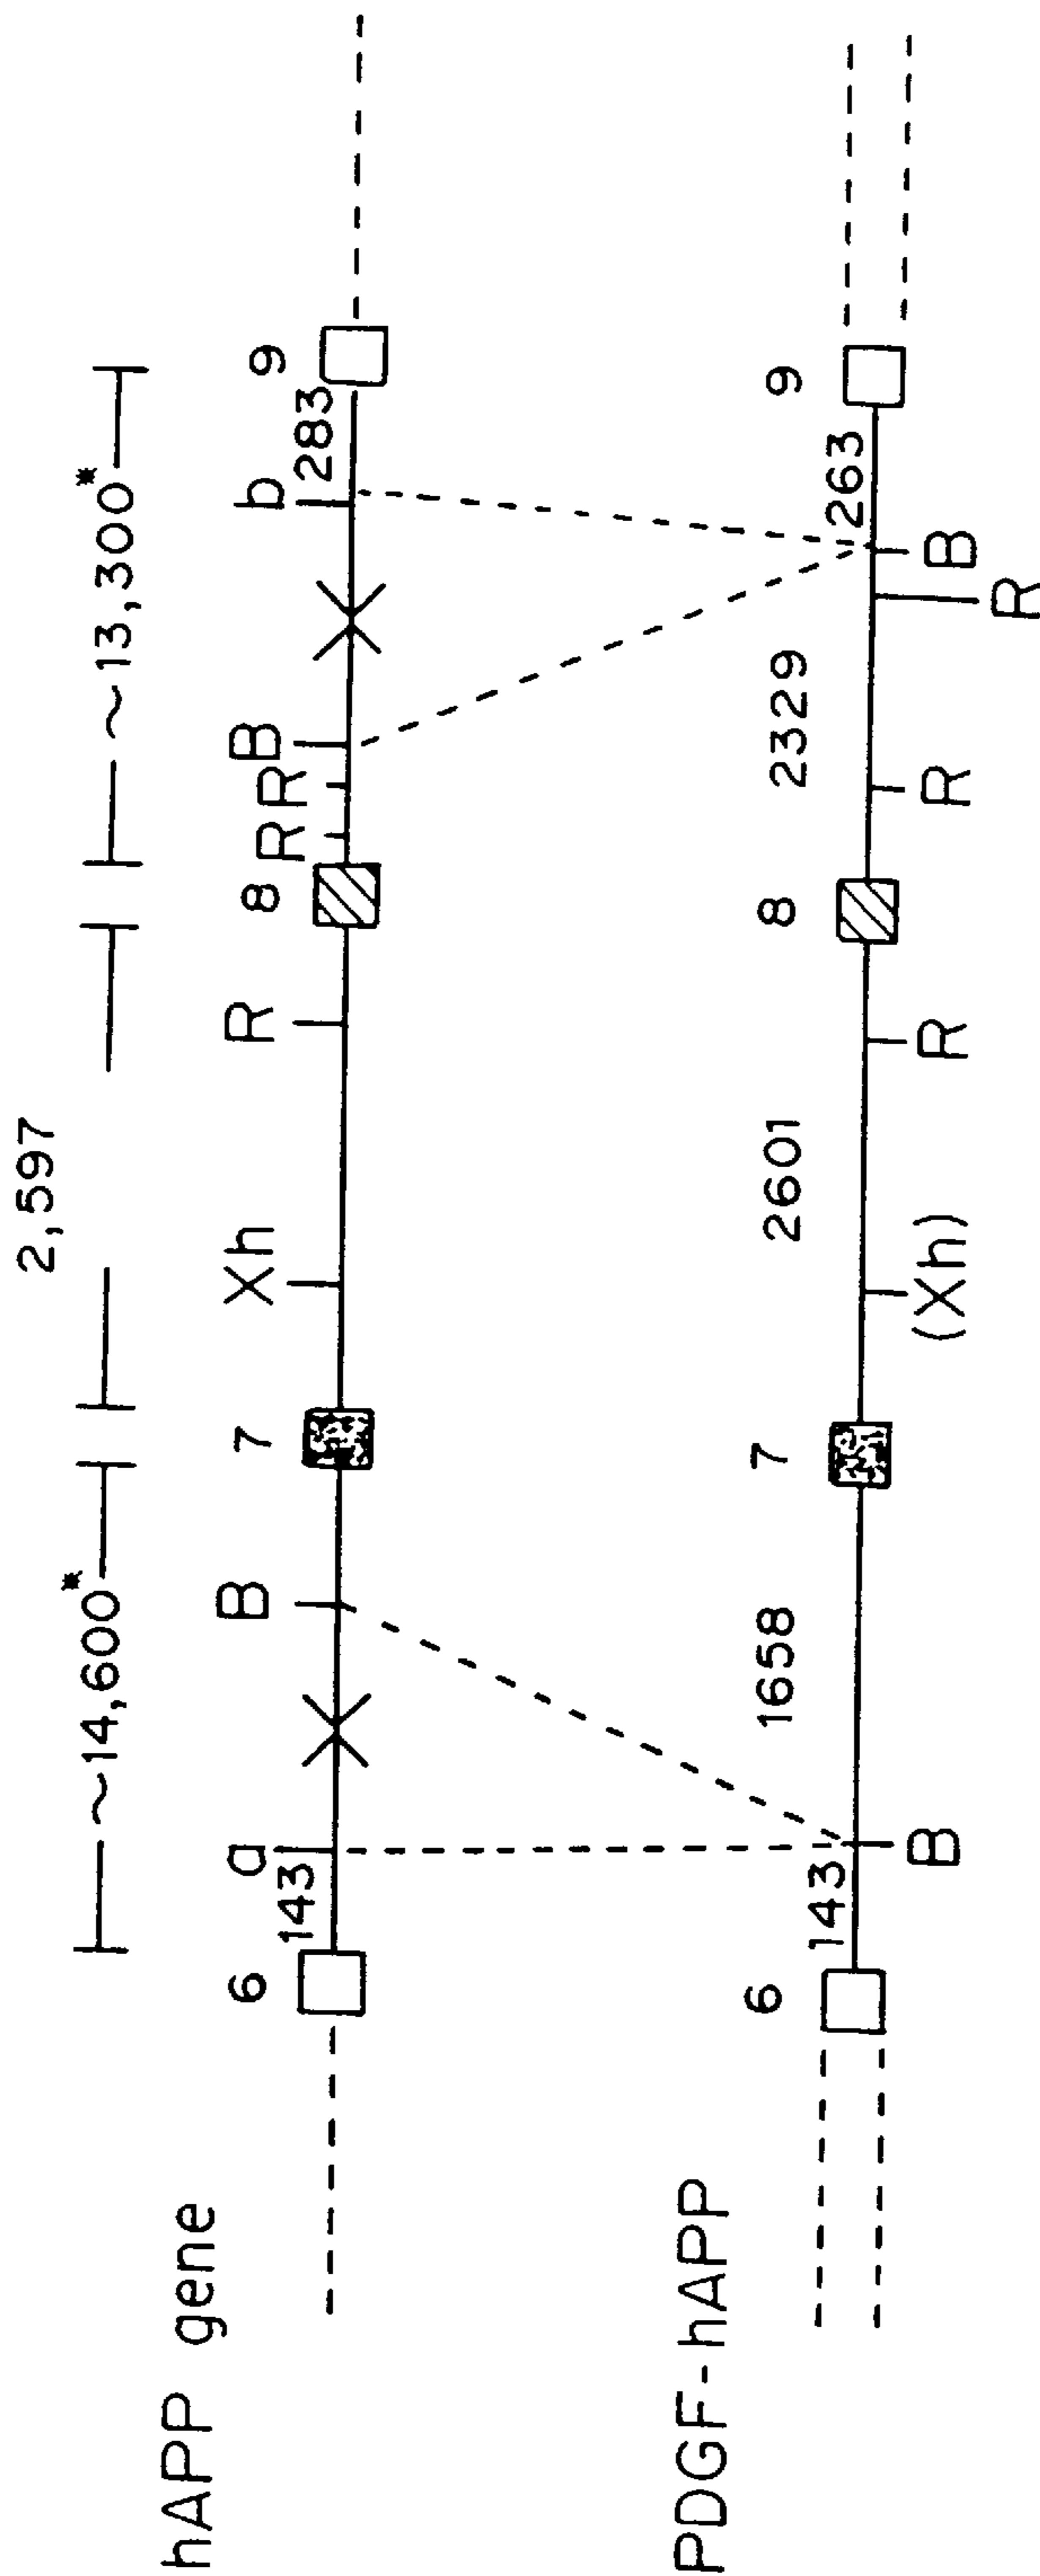 2,597
~14,600* ~13,300*
hAPP gene
6 7 8 9
143 a B Xh R R R B b 283
PDGF-hAPP
6 7 8 9
143 1658 2601 2329 263
B (Xh) R R R B